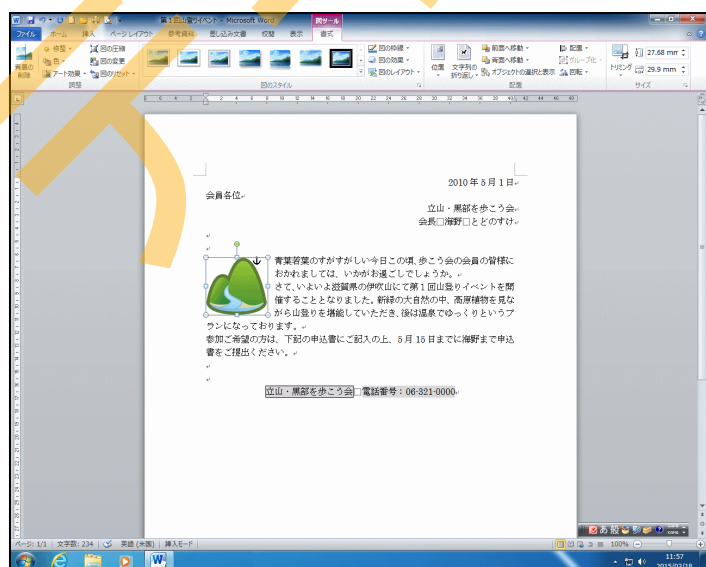 第1回山登りイベント - Microsoft Word
図ツール
ファイル ホーム 挿入 ページ レイアウト 参考資料 差し込み文書 校閲 表示 書式
背景の削除
修整
色
アート効果
図の圧縮
図の変更
図のリセット
調整
図のスタイル
図の枠線
図の効果
図のレイアウト
位置
文字列の折り返し
前面へ移動
背面へ移動
オブジェクトの選択と表示
配置
グループ化
回転
配置
トリミング
27.68 mm
29.9 mm
サイズ
2010年5月1日
会員各位
立山・黒部を歩こう会
会長□海野□とどのすけ
青葉若葉のすがすがしい今日この頃、歩こう会の会員の皆様に
おかれましては、いかがお過ごしでしょうか。
さて、いよいよ滋賀県の伊吹山にて第1回山登りイベントを開
催することとなりました。新緑の大自然の中、高原植物を見な
がら山登りを堪能していただき、後は温泉でゆっくりというプ
ランになっております。
参加ご希望の方は、下記の申込書にご記入の上、5月15日までに海野まで申込
書をご提出ください。
立山・黒部を歩こう会□電話番号：06-321-0000
ページ: 1/1 文字数: 234 英語 (米国) 挿入モード
あ 般
100%
11:57
2015/02/18